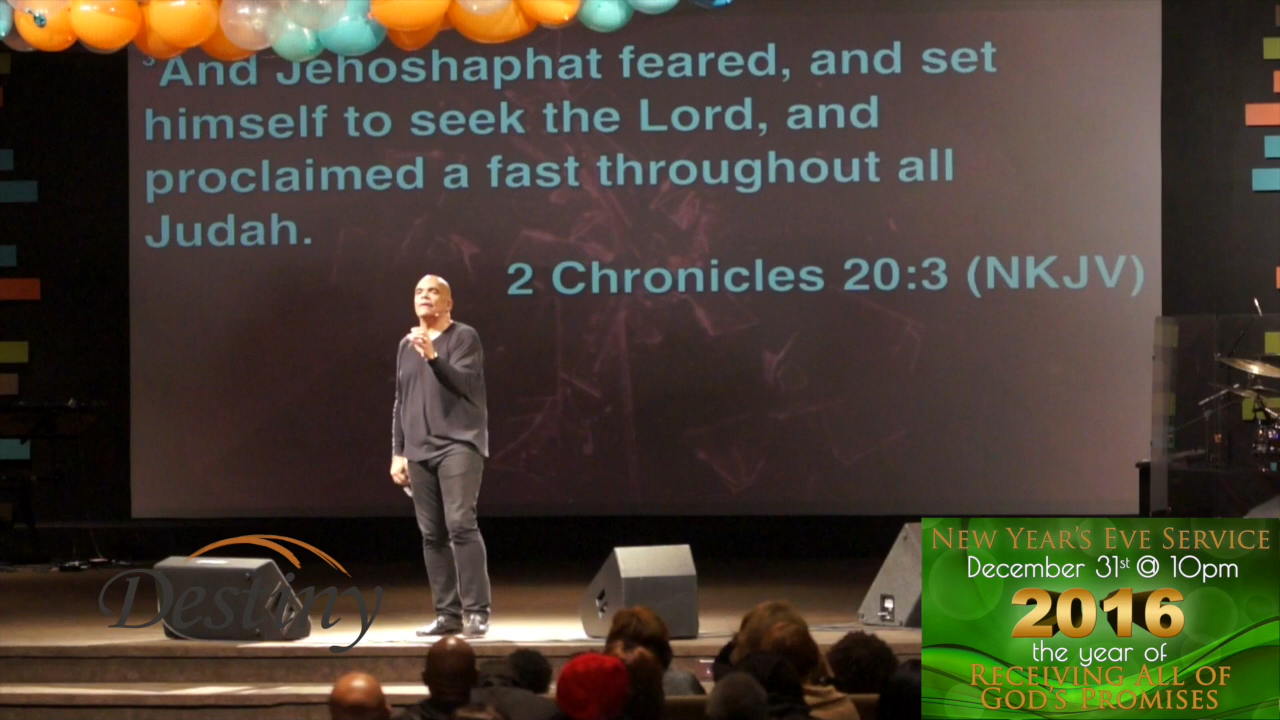 3And Jehoshaphat feared, and set
himself to seek the Lord, and
proclaimed a fast throughout all
Judah.
2 Chronicles 20:3 (NKJV)
Destiny
New Year's Eve Service
December 31st @ 10pm
2016
the year of
Receiving All of
God's Promises